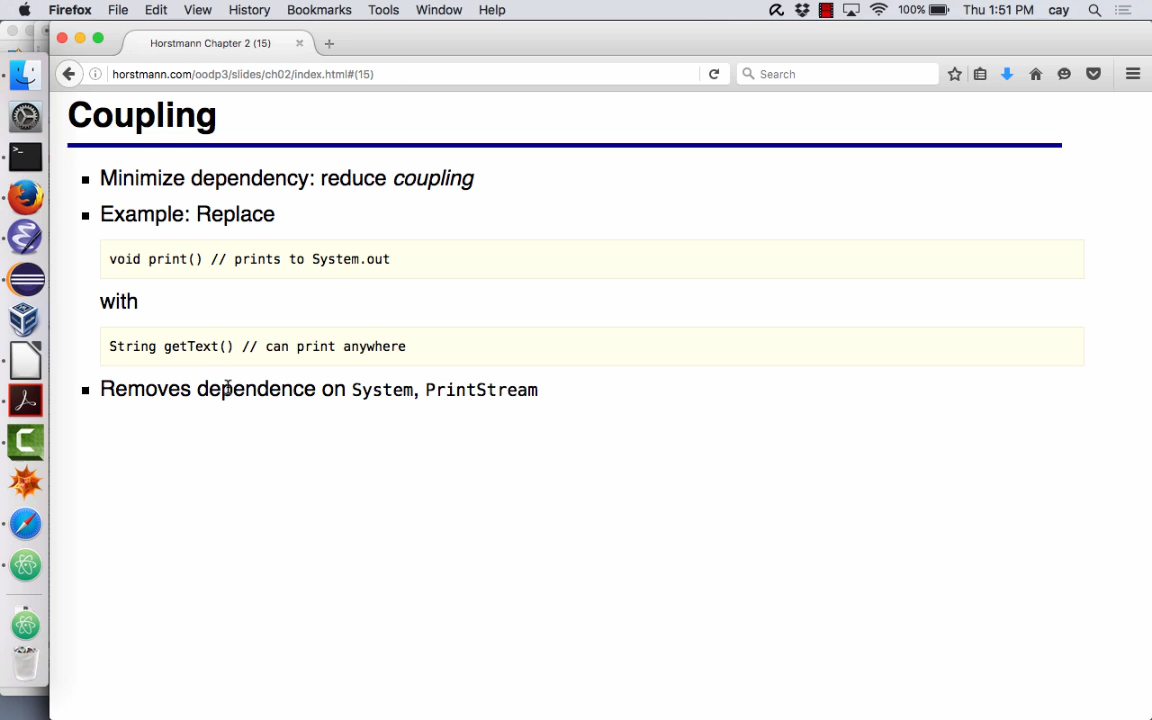 Firefox File Edit View History Bookmarks Tools Window Help 100% Thu 1:51 PM cay
Horstmann Chapter 2 (15)
horstmann.com/oodp3/slides/ch02/index.html#(15) Search
Coupling
Minimize dependency: reduce coupling
Example: Replace
void print() // prints to System.out
with
String getText() // can print anywhere
Removes dependence on System, PrintStream